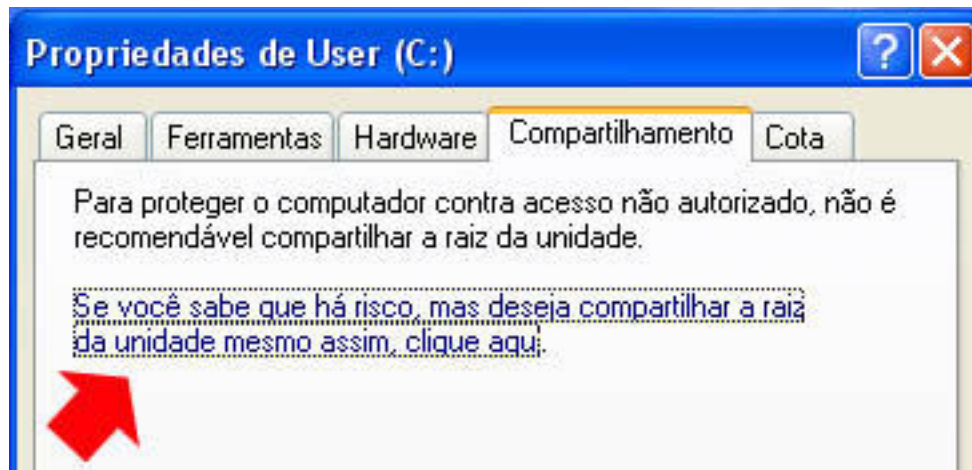 Propriedades de User (C:)
Geral Ferramentas Hardware Compartilhamento Cota
Para proteger o computador contra acesso não autorizado, não é
recomendável compartilhar a raiz da unidade.
Se você sabe que há risco, mas deseja compartilhar a raiz
da unidade mesmo assim, clique aqui.